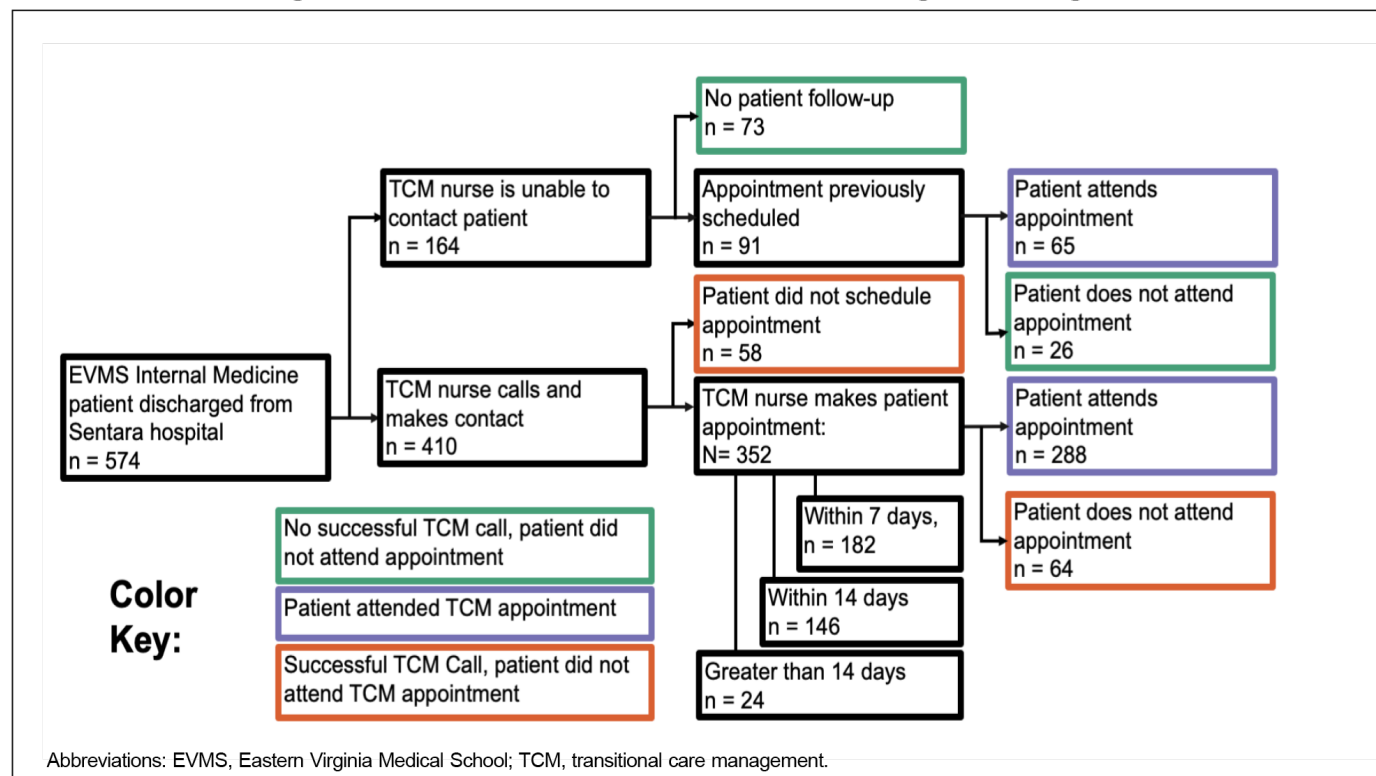 No patient follow-up
n = 73
TCM nurse is unable to
contact patient
n = 164
Appointment previously
scheduled
n = 91
Patient attends
appointment
n = 65
Patient did not schedule
appointment
n = 58
Patient does not attend
appointment
n = 26
EVMS Internal Medicine
patient discharged from
Sentara hospital
n = 574
TCM nurse calls and
makes contact
n = 410
TCM nurse makes patient
appointment:
N= 352
Patient attends
appointment
n = 288
Within 7 days,
n = 182
Patient does not attend
appointment
n = 64
Within 14 days
n = 146
Greater than 14 days
n = 24
Color
Key:
No successful TCM call, patient did
not attend appointment
Patient attended TCM appointment
Successful TCM Call, patient did not
attend TCM appointment
Abbreviations: EVMS, Eastern Virginia Medical School; TCM, transitional care management.